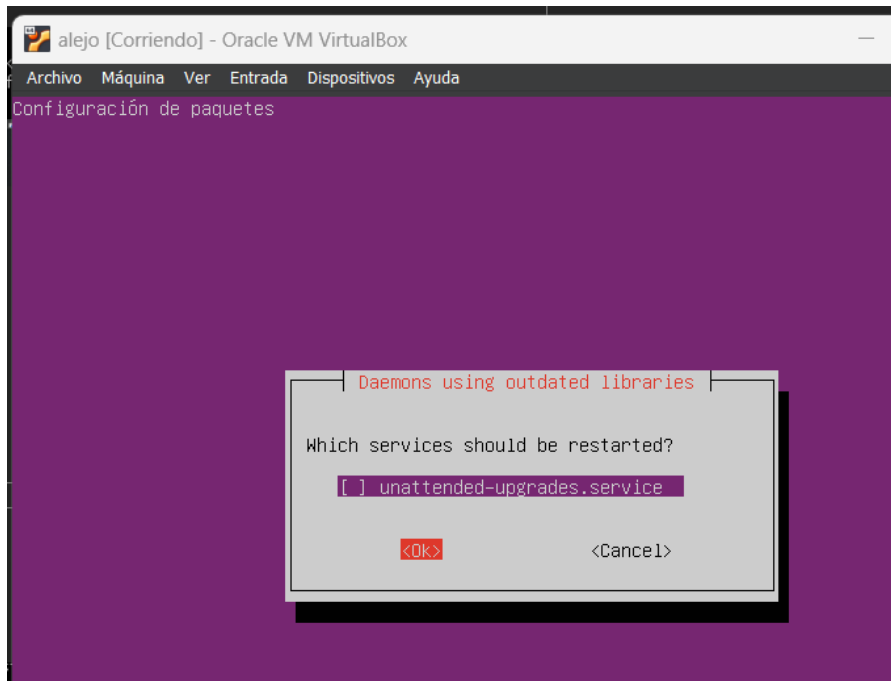 alejo [Corriendo] - Oracle VM VirtualBox
Archivo Máquina Ver Entrada Dispositivos Ayuda
Configuración de paquetes
Daemons using outdated libraries
Which services should be restarted?
[ ] unattended-upgrades.service
<Ok> <Cancel>